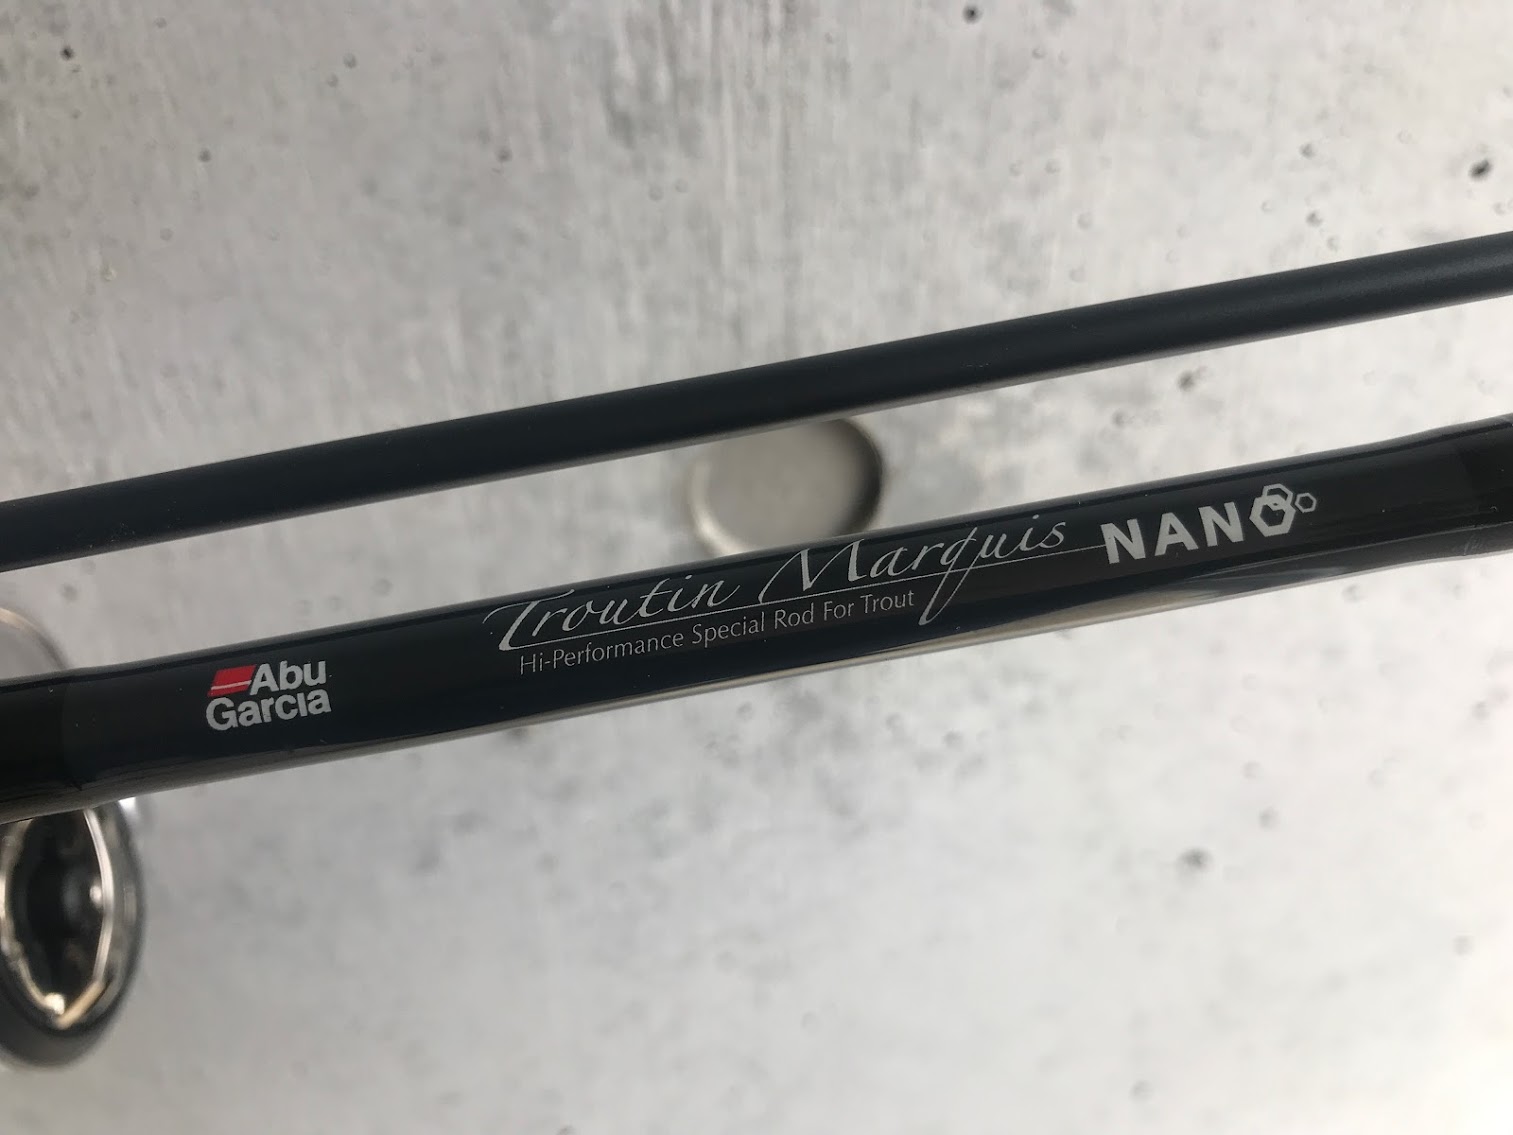 Abu
Garcia
Troutin Marquis NANO
Hi-Performance Special Rod For Trout